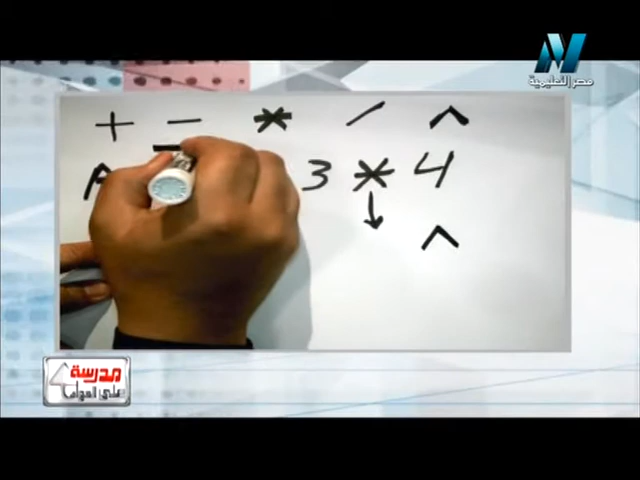 مصر التعليمية
+ - * / ^
3 * 4
^
مدرسة
على الهواء